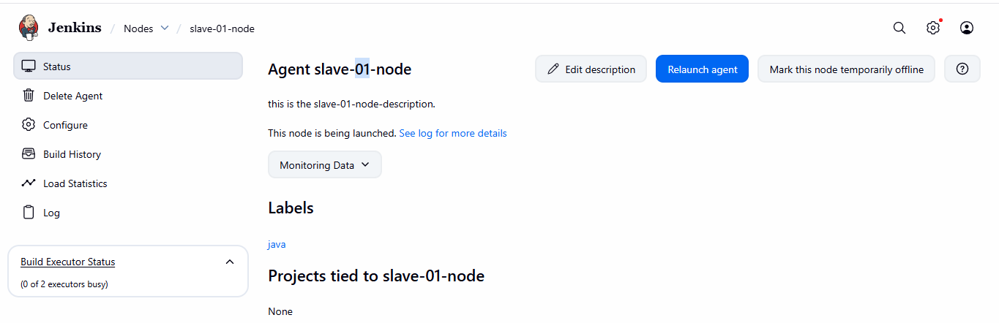 Jenkins / Nodes / slave-01-node
Status
Delete Agent
Configure
Build History
Load Statistics
Log
Build Executor Status
(0 of 2 executors busy)
Agent slave-01-node
Edit description
Relaunch agent
Mark this node temporarily offline
this is the slave-01-node-description.
This node is being launched. See log for more details
Monitoring Data
Labels
java
Projects tied to slave-01-node
None